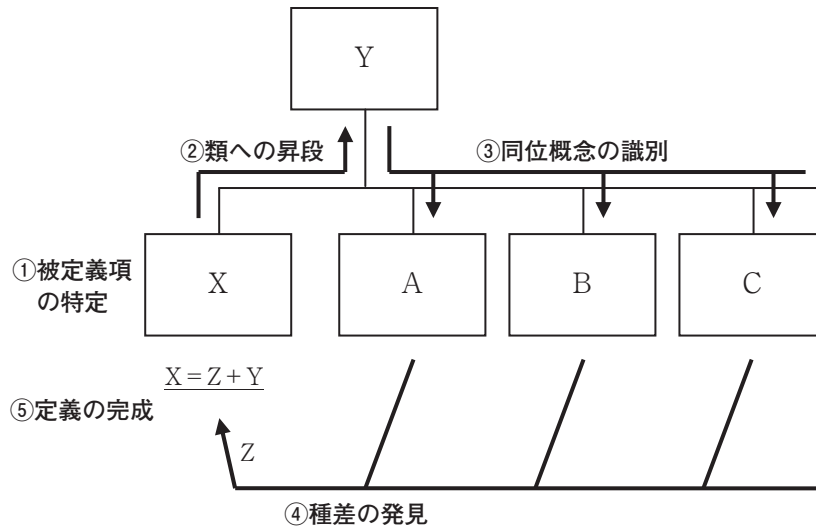 Y
②類への昇段
③同位概念の識別
①被定義項
の特定
X
A
B
C
X=Z+Y
⑤定義の完成
Z
④種差の発見